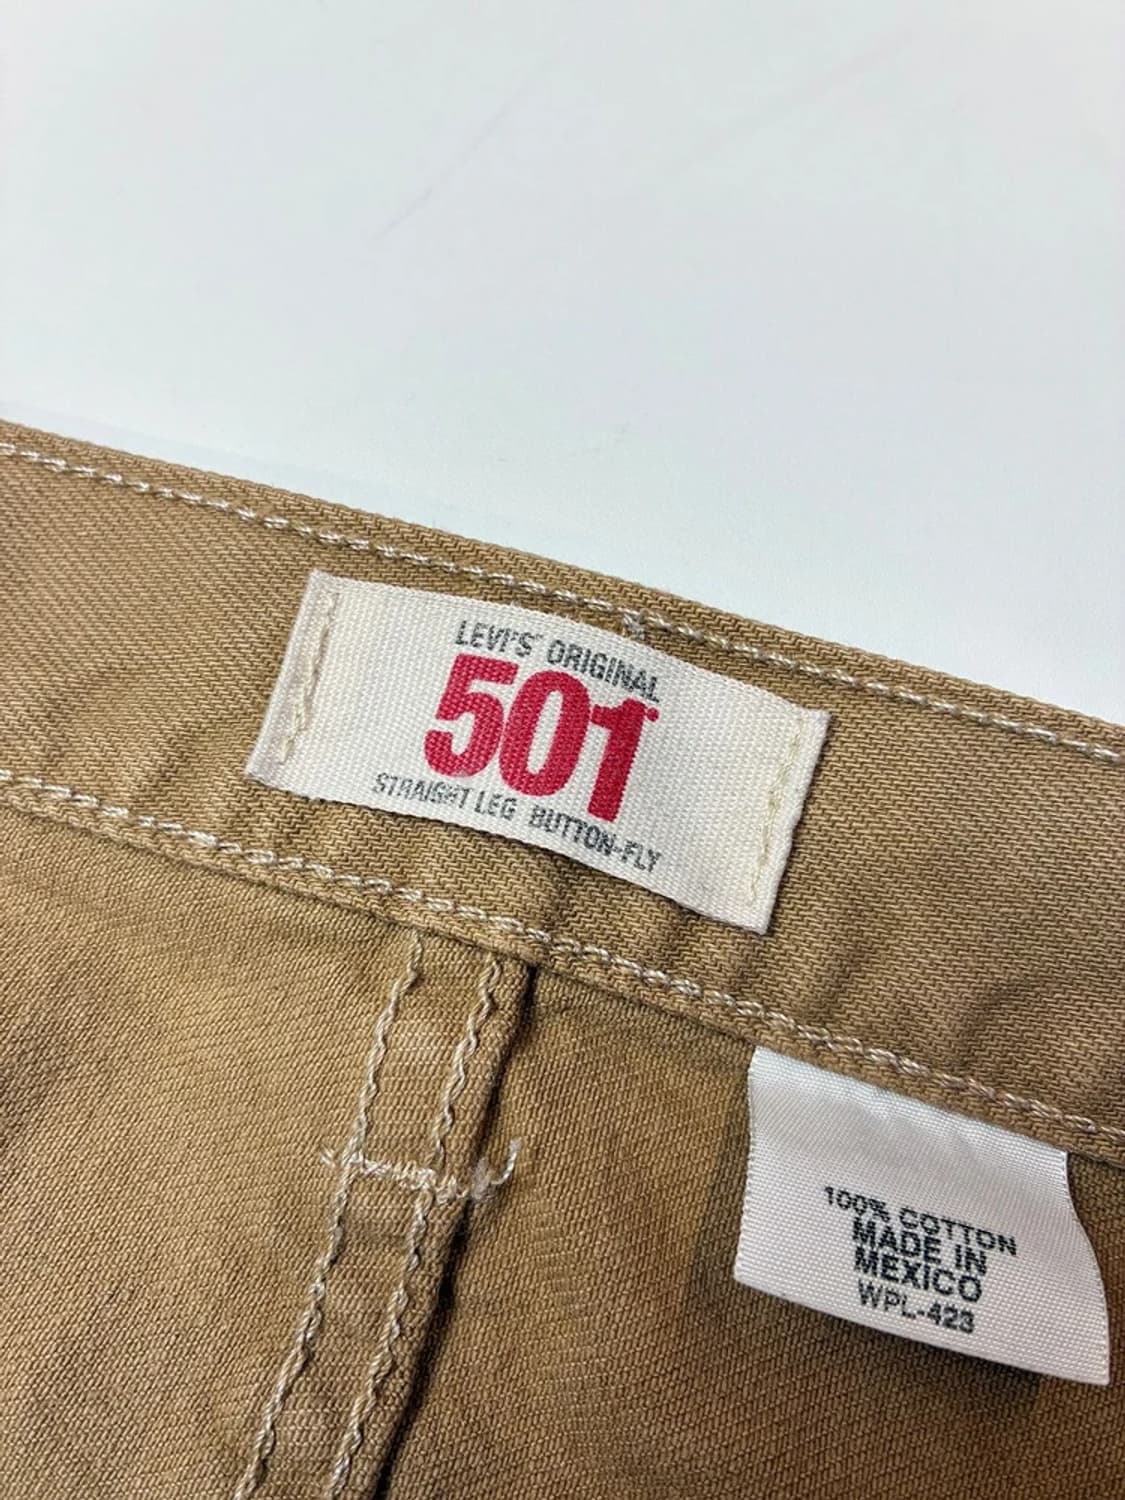 LEVI'S ORIGINAL
501
STRAIGHT LEG BUTTON-FLY
100% COTTON
MADE IN
MEXICO
WPL-423